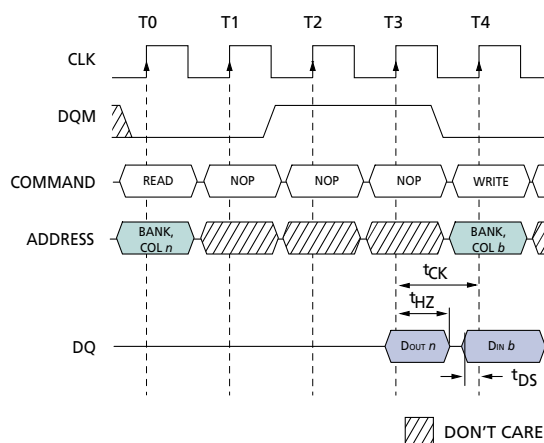 T0 T1 T2 T3 T4
CLK
DQM
COMMAND READ NOP NOP NOP WRITE
ADDRESS BANK, COL n BANK, COL b
tCK
tHZ
DQ DOUT n DIN b
tDS
DON'T CARE